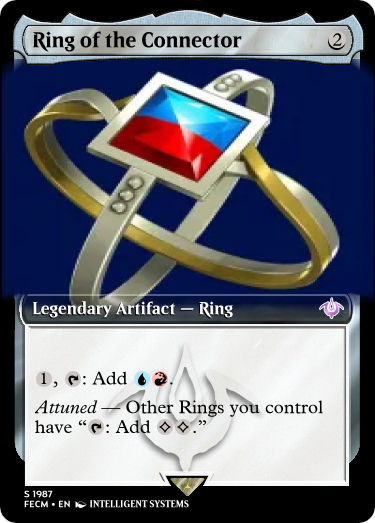 Ring of the Connector 2
Legendary Artifact — Ring
1, : Add .
Attuned — Other Rings you control
have “: Add .”
S 1987
FECM • EN INTELLIGENT SYSTEMS